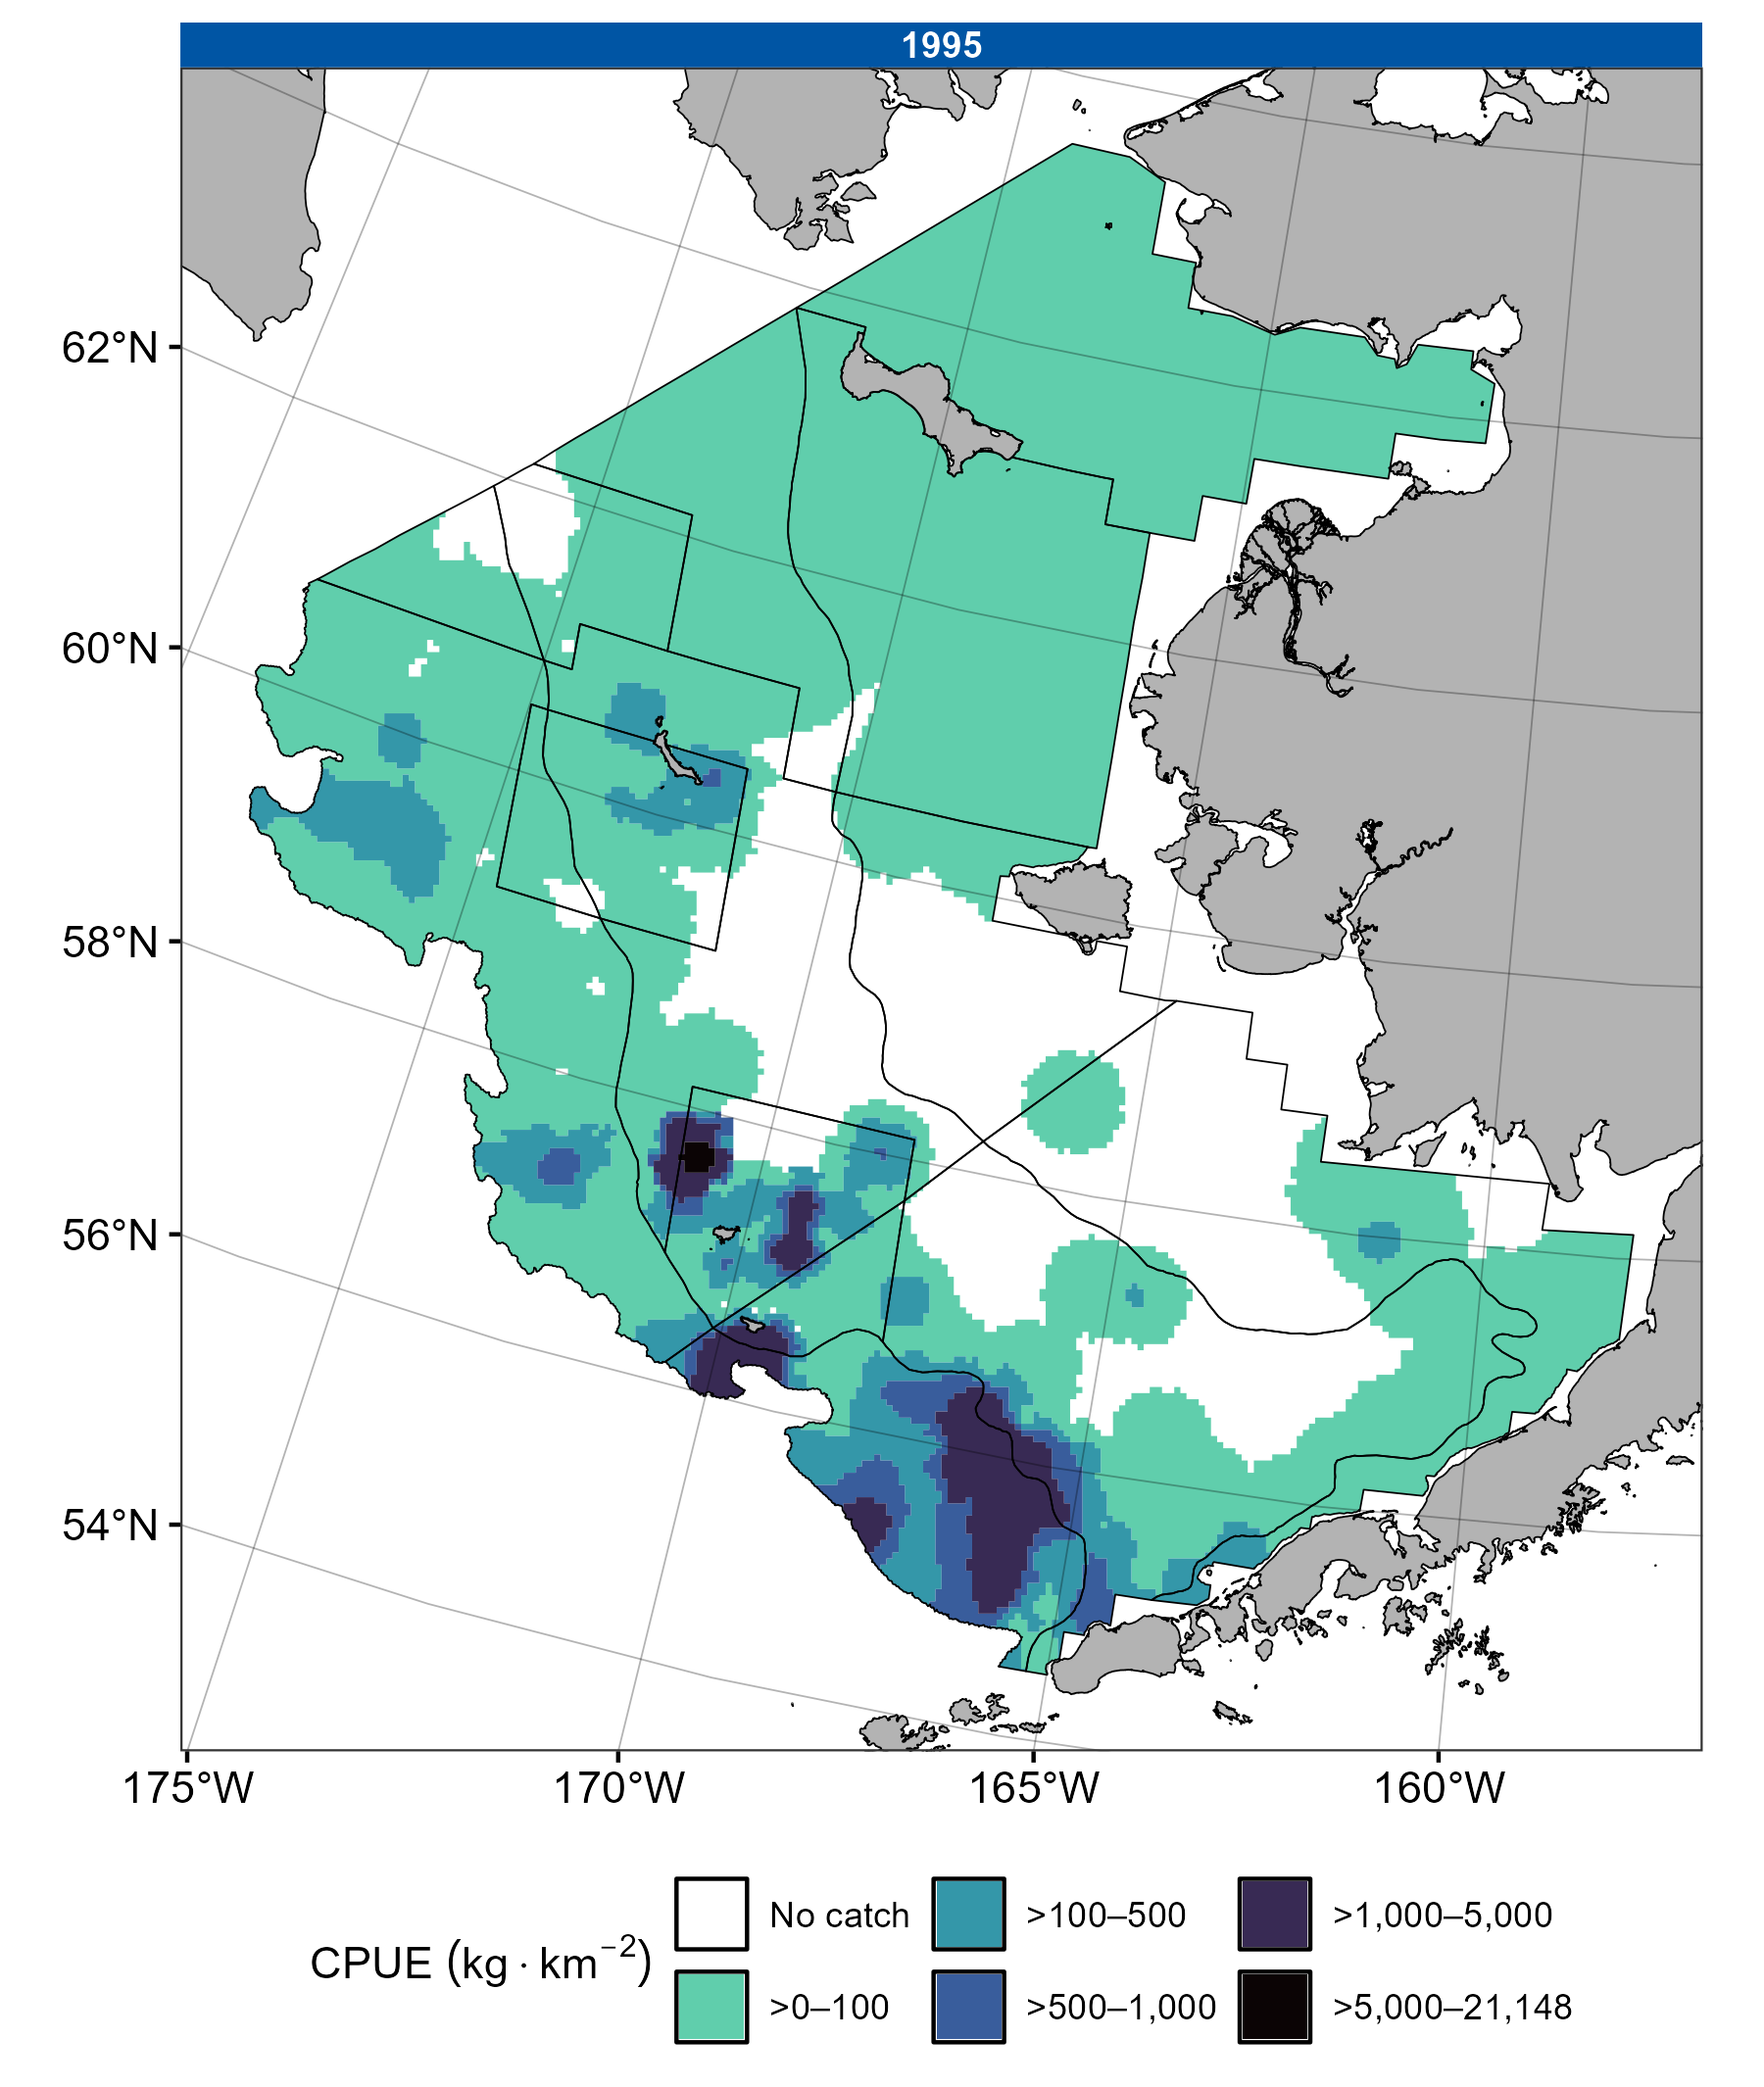 1995
62°N
60°N
58°N
56°N
54°N
175°W 170°W 165°W 160°W
CPUE (kg · km⁻²)
No catch >100–500 >1,000–5,000
>0–100 >500–1,000 >5,000–21,148